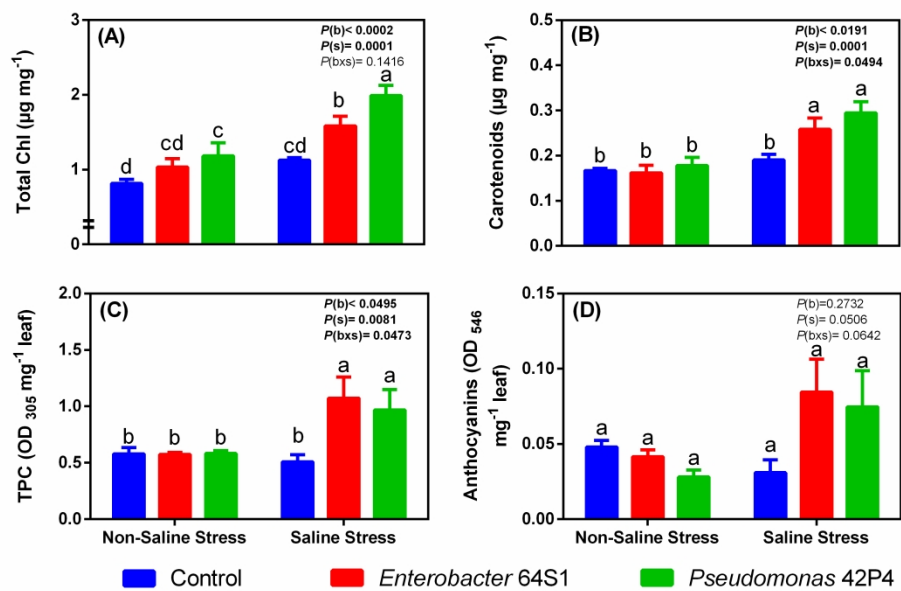 (A)
P(b)< 0.0002
P(s)= 0.0001
P(bxs)= 0.1416
Total Chl (µg mg⁻¹)
3
2
1
0
d
cd
c
cd
b
a
(B)
P(b)< 0.0191
P(s)= 0.0001
P(bxs)= 0.0494
Carotenoids (µg mg⁻¹)
0.5
0.4
0.3
0.2
0.1
0.0
b
b
b
b
a
a
(C)
P(b)< 0.0495
P(s)= 0.0081
P(bxs)= 0.0473
TPC (OD 305 mg⁻¹ leaf)
2.0
1.5
1.0
0.5
0.0
b
b
b
b
a
a
Non-Saline Stress
Saline Stress
(D)
P(b)=0.2732
P(s)= 0.0506
P(bxs)= 0.0642
Anthocyanins (OD 546
mg⁻¹ leaf)
0.15
0.10
0.05
0.00
a
a
a
a
a
a
Non-Saline Stress
Saline Stress
Control
Enterobacter 64S1
Pseudomonas 42P4